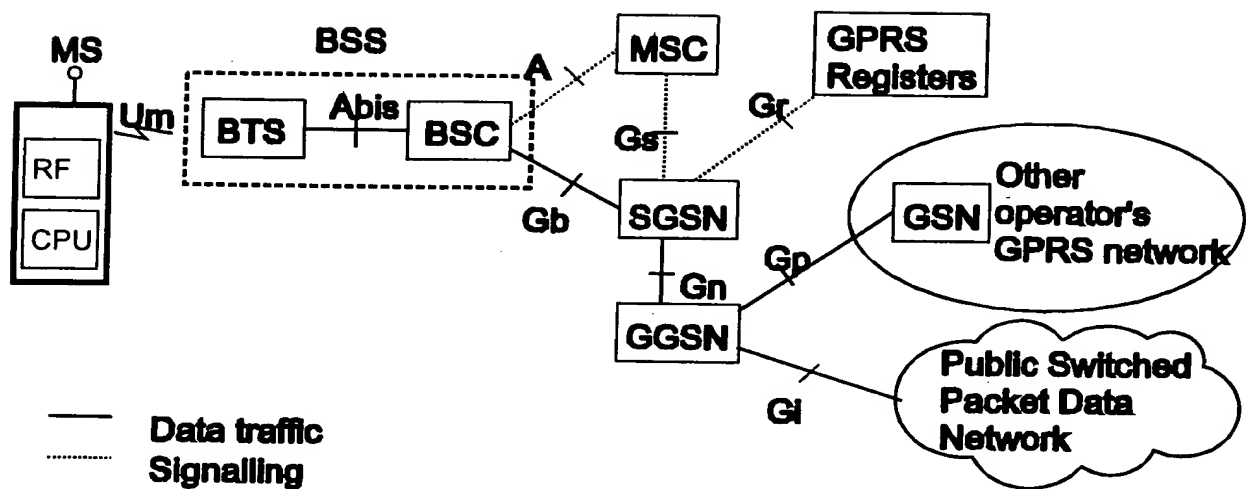 MS
BSS
MSC
GPRS
Registers
Um
A
BTS
Abis
BSC
Gr
Gs
RF
CPU
Gb
SGSN
GSN
Other
operator's
GPRS network
Gn
Gp
GGSN
Gi
Public Switched
Packet Data
Network
Data traffic
Signalling